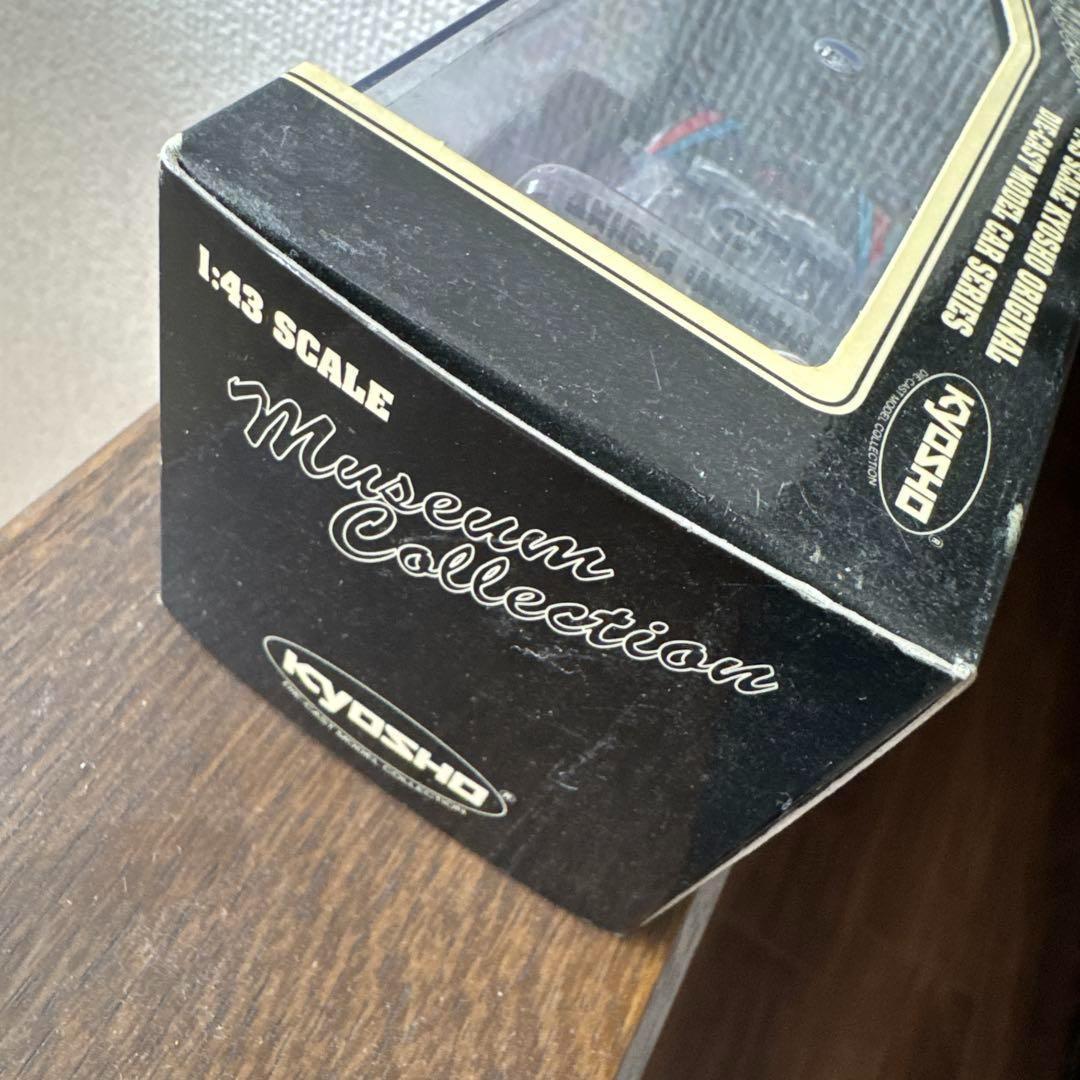 1:43 SCALE
Museum
Collection
KYOSHO
DIE-CAST MODEL COLLECTION
®
SCALE KYOSHO ORIGINAL
DIE-CAST MODEL CAR SERIES
KYOSHO
DIE-CAST MODEL COLLECTION
®